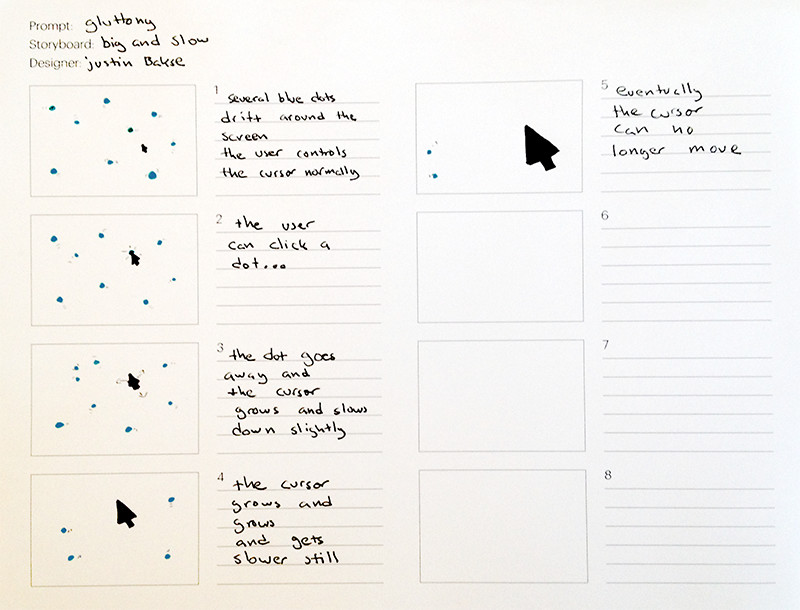 Prompt: gluttony
Storyboard: big and slow
Designer: justin Bakse
1
several blue dots
drift around the
screen
the user controls
the cursor normally
2
the user
can click a
dot...
3
the dot goes
away and
the cursor
grows and slows
down slightly
4
the cursor
grows and
grows
and gets
slower still
5
eventually
the cursor
can no
longer move
6
7
8